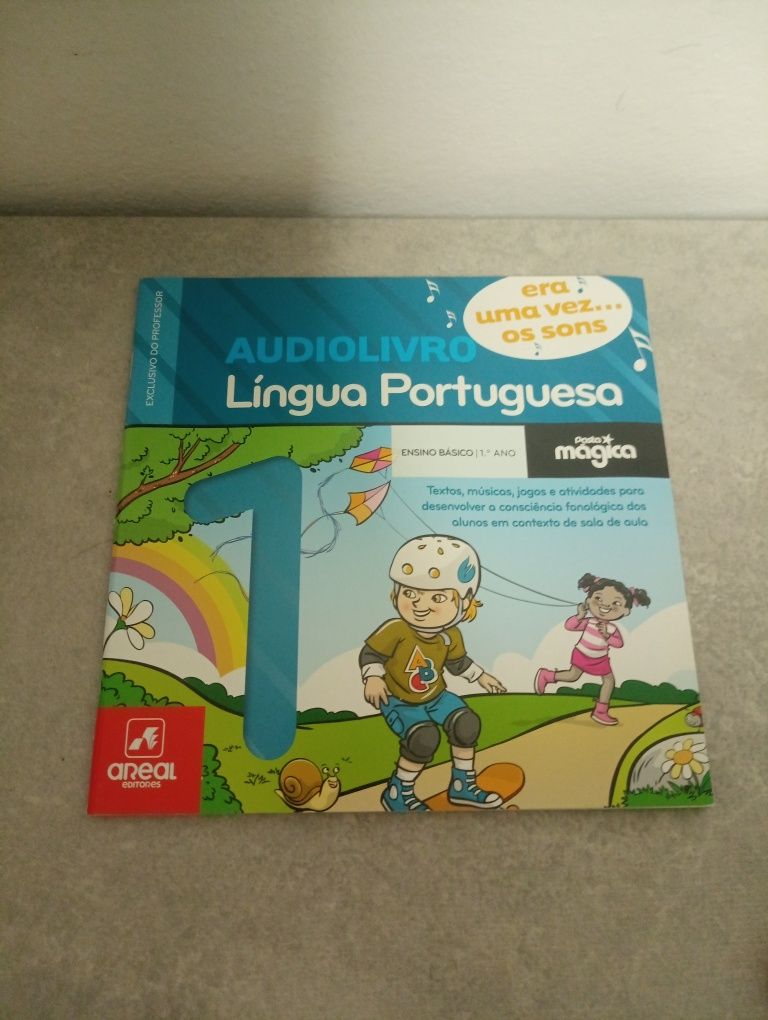 EXCLUSIVO DO PROFESSOR
era
uma vez...
os sons
AUDIOLIVRO
Língua Portuguesa
ENSINO BÁSICO | 1.º ANO
pasta
mágica
Textos, músicas, jogos e atividades para
desenvolver a consciência fonológica dos
alunos em contexto de sala de aula
1
ABC
AREAL
EDITORES